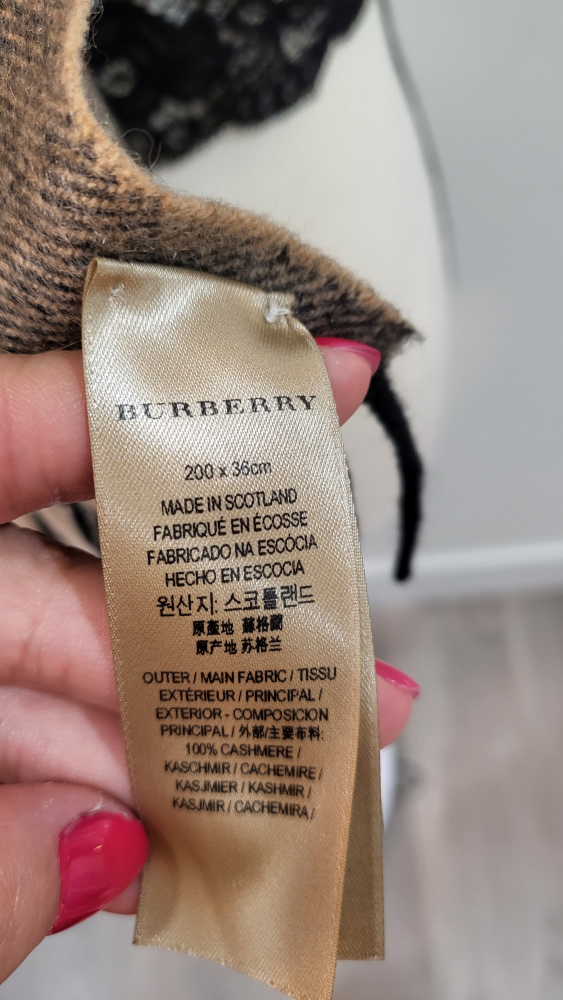 BURBERRY
200 x 36cm
MADE IN SCOTLAND
FABRIQUÉ EN ÉCOSSE
FABRICADO NA ESCÓCIA
HECHO EN ESCOCIA
원산지: 스코틀랜드
原產地 蘇格蘭
原产地 苏格兰
OUTER / MAIN FABRIC / TISSU
EXTÉRIEUR / PRINCIPAL /
EXTERIOR - COMPOSICION
PRINCIPAL / 外部/主要布料:
100% CASHMERE /
KASCHMIR / CACHEMIRE /
KASJMIER / KASHMIR /
KASJMIR / CACHEMIRA /